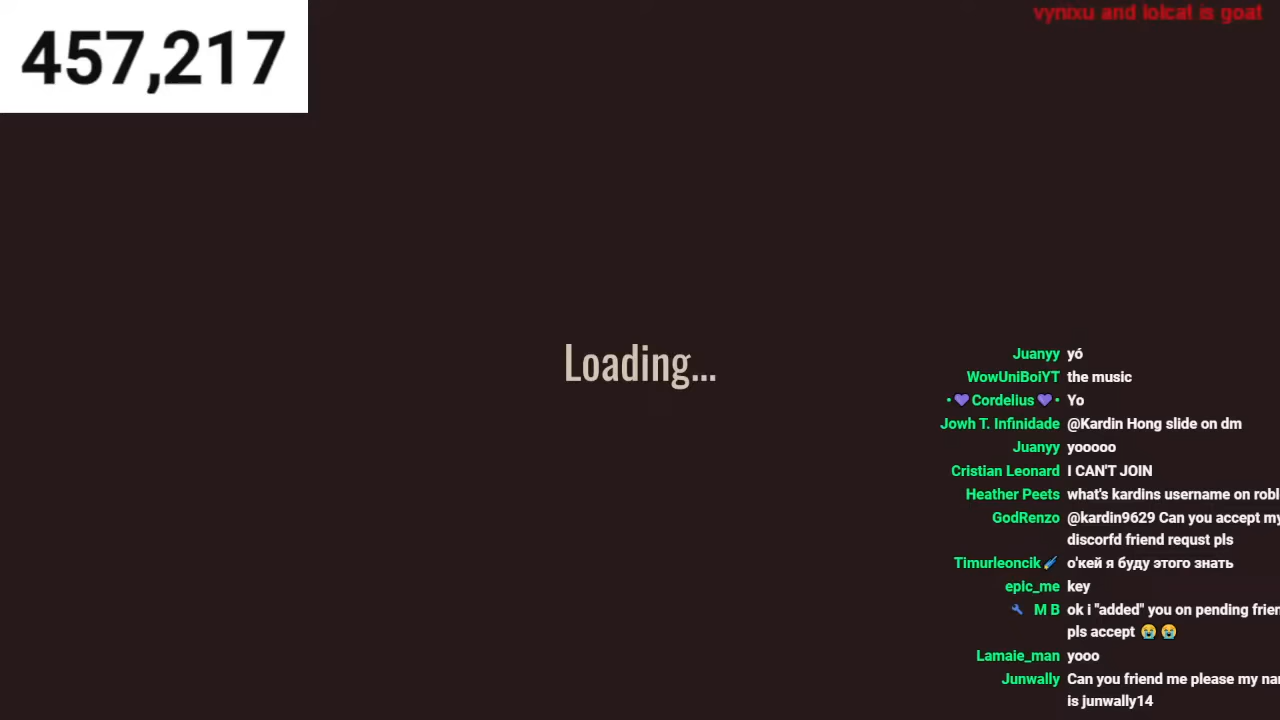 457,217
vynixu and lolcat is goat
Loading...
Juanyy yó
WowUniBoiYT the music
•💜Cordelius💜• Yo
Jowh T. Infinidade @Kardin Hong slide on dm
Juanyy yooooo
Cristian Leonard I CAN'T JOIN
Heather Peets what's kardins username on robl
GodRenzo @kardin9629 Can you accept my
discorfd friend requst pls
Timurleoncik о'кей я буду этого знать
epic_me key
M B ok i "added" you on pending frien
pls accept 😭 😭
Lamaie_man yooo
Junwally Can you friend me please my nam
is junwally14